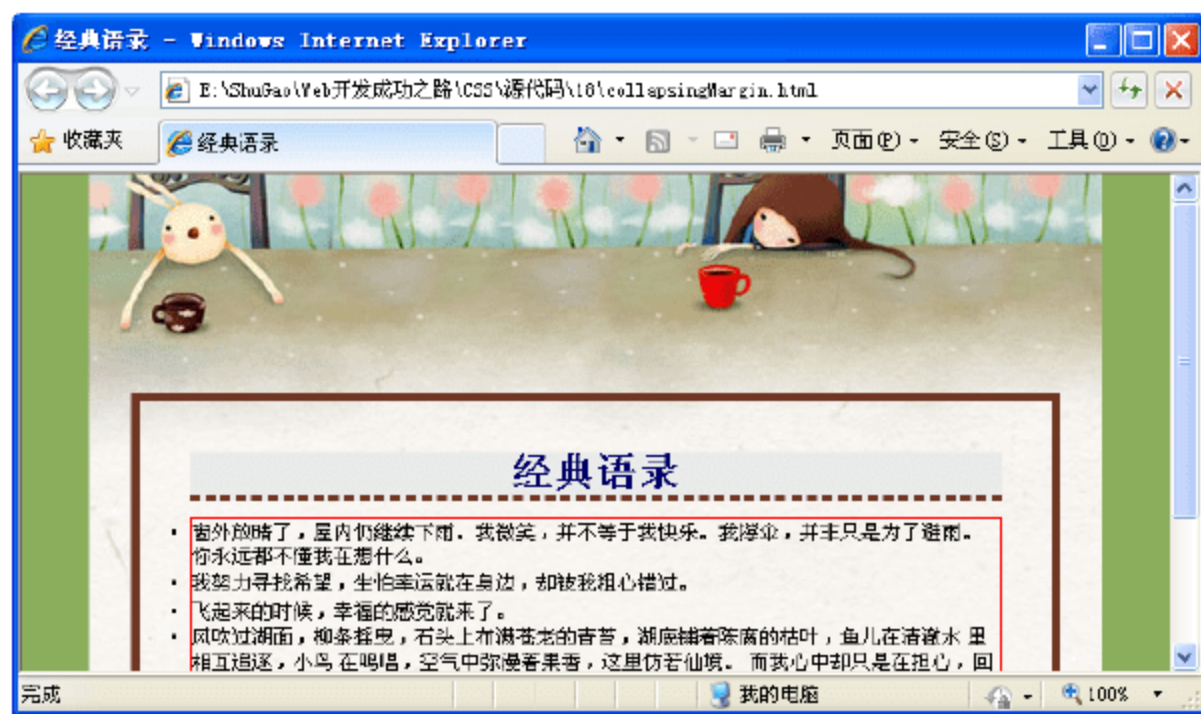 经典语录 - Windows Internet Explorer
E:\ShuGao\Web开发成功之路\CSS\源代码\18\collapsingMargin.html
收藏夹 经典语录 页面(P) 安全(S) 工具(O)
经典语录
窗外放晴了，屋内仍继续下雨。我微笑，并不等于我快乐。我撑伞，并非只是为了避雨。
你永远都不懂我在想什么。
我努力寻找希望，生怕幸运就在身边，却被我粗心错过。
飞起来的时候，幸福的感觉就来了。
风吹过湖面，柳条摇曳，石头上布满苍老的青苔，湖底铺着陈腐的枯叶，鱼儿在清澈水 里
相互追逐，小鸟 在鸣唱，空气中弥漫着果香，这里仿若仙境。 而我心中却只是在担心，回
完成 我的电脑 100%